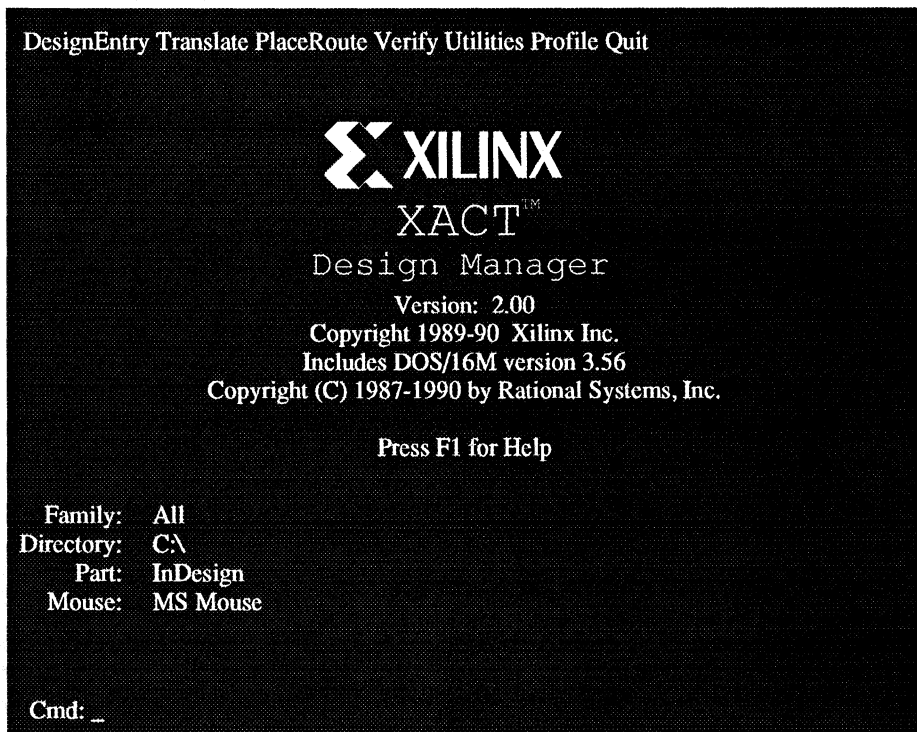 DesignEntry Translate PlaceRoute Verify Utilities Profile Quit
XILINX
XACT™
Design Manager
Version: 2.00
Copyright 1989-90 Xilinx Inc.
Includes DOS/16M version 3.56
Copyright (C) 1987-1990 by Rational Systems, Inc.
Press F1 for Help
Family: All
Directory: C:\
Part: InDesign
Mouse: MS Mouse
Cmd: _